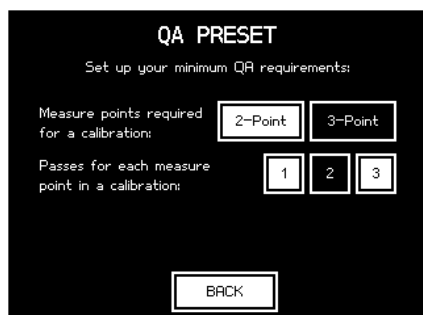 QA PRESET
Set up your minimum QA requirements:
Measure points required
for a calibration:
2-Point
3-Point
Passes for each measure
point in a calibration:
1
2
3
BACK